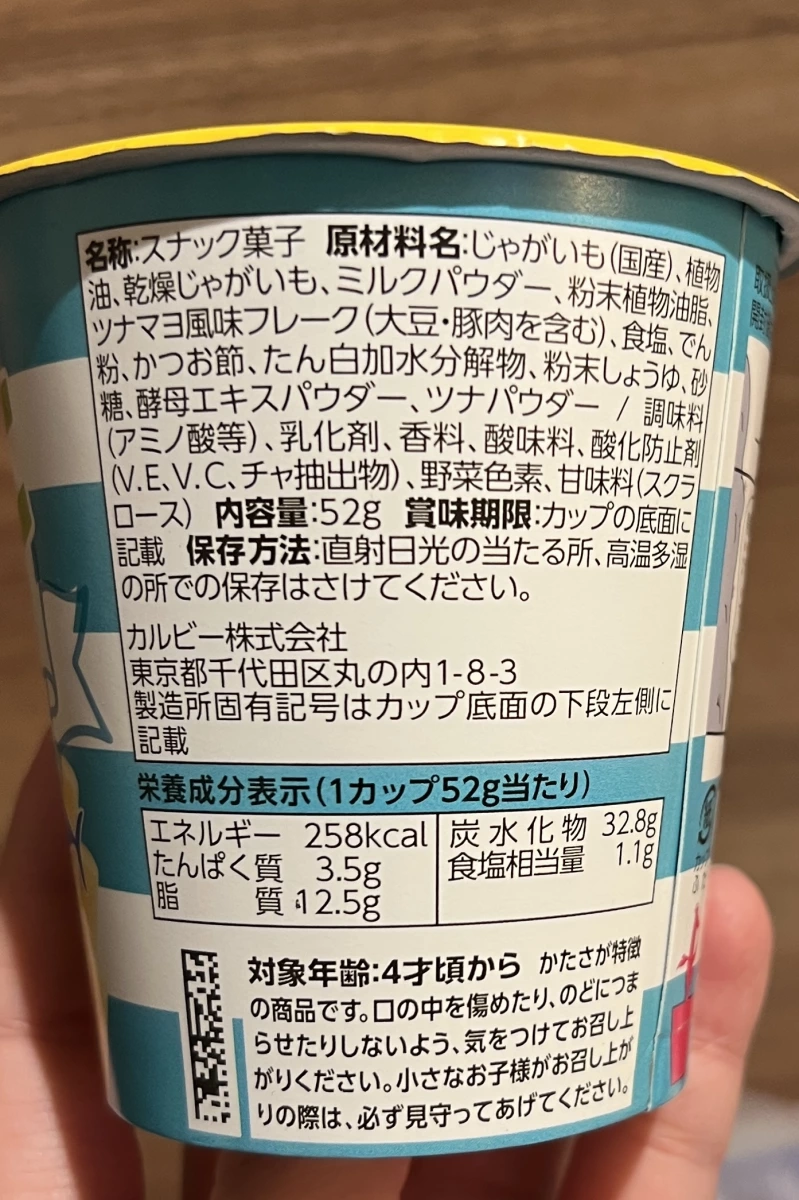 名称:スナック菓子 原材料名:じゃがいも(国産)、植物
油、乾燥じゃがいも、ミルクパウダー、粉末植物油脂、
ツナマヨ風味フレーク(大豆・豚肉を含む)、食塩、でん
粉、かつお節、たん白加水分解物、粉末しょうゆ、砂
糖、酵母エキスパウダー、ツナパウダー / 調味料
(アミノ酸等)、乳化剤、香料、酸味料、酸化防止剤
(V.E、V.C、チャ抽出物)、野菜色素、甘味料(スクラ
ロース) 内容量:52g 賞味期限:カップの底面に
記載 保存方法:直射日光の当たる所、高温多湿
の所での保存はさけてください。
カルビー株式会社
東京都千代田区丸の内1-8-3
製造所固有記号はカップ底面の下段左側に
記載
栄養成分表示(1カップ52g当たり)
エネルギー 258kcal
たんぱく質 3.5g
脂質 12.5g
炭水化物 32.8g
食塩相当量 1.1g
対象年齢:4才頃から かたさが特徴
の商品です。口の中を傷めたり、のどにつま
らせたりしないよう、気をつけてお召し上
がりください。小さなお子様がお召し上が
りの際は、必ず見守ってあげてください。